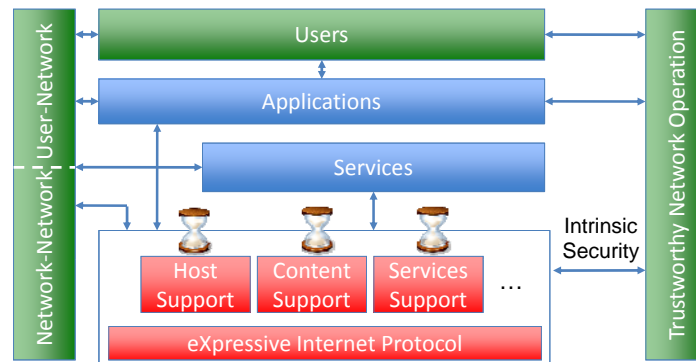 Users
Applications
Services
Network-Network User-Network
Trustworthy Network Operation
Intrinsic
Security
Host
Support
Content
Support
Services
Support
...
eXpressive Internet Protocol